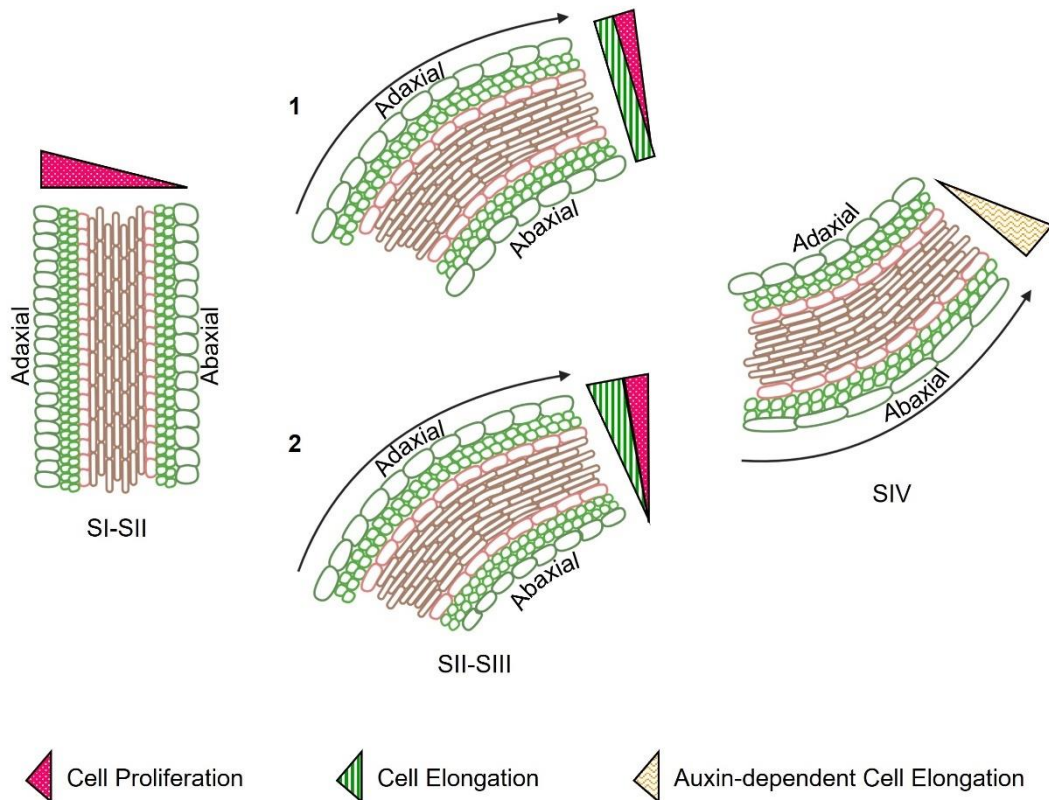 1
Adaxial
Abaxial
Adaxial
Abaxial
SI-SII
2
Adaxial
Abaxial
SII-SIII
Adaxial
Abaxial
SIV
Cell Proliferation
Cell Elongation
Auxin-dependent Cell Elongation